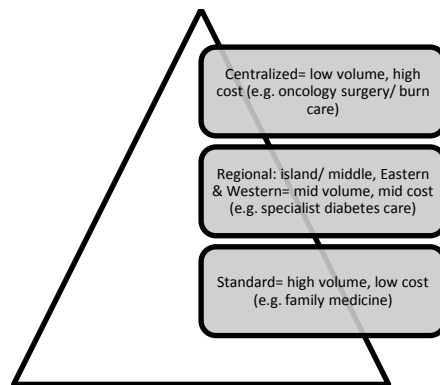 Centralized= low volume, high
cost (e.g. oncology surgery/ burn
care)
Regional: island/ middle, Eastern
& Western= mid volume, mid cost
(e.g. specialist diabetes care)
Standard= high volume, low cost
(e.g. family medicine)